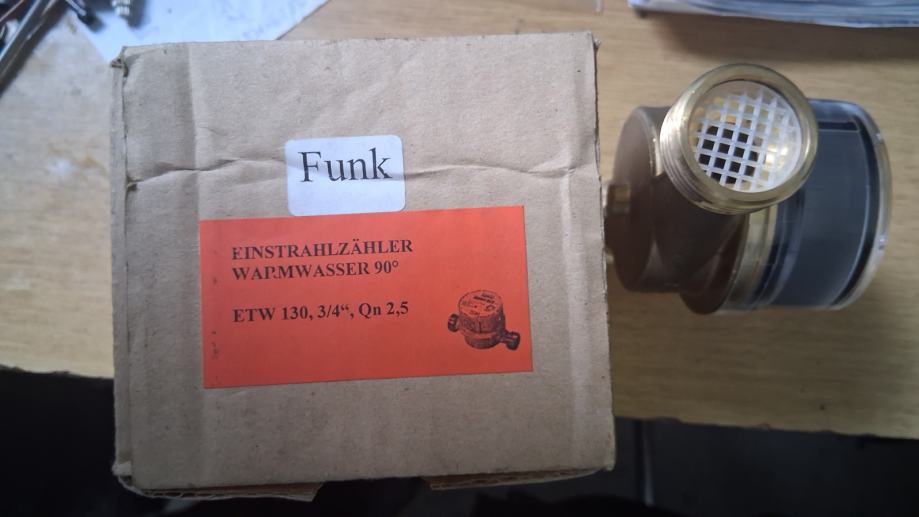 Funk
EINSTRAHLZÄHLER
WARMWASSER 90°
ETW 130, 3/4“, Qn 2,5